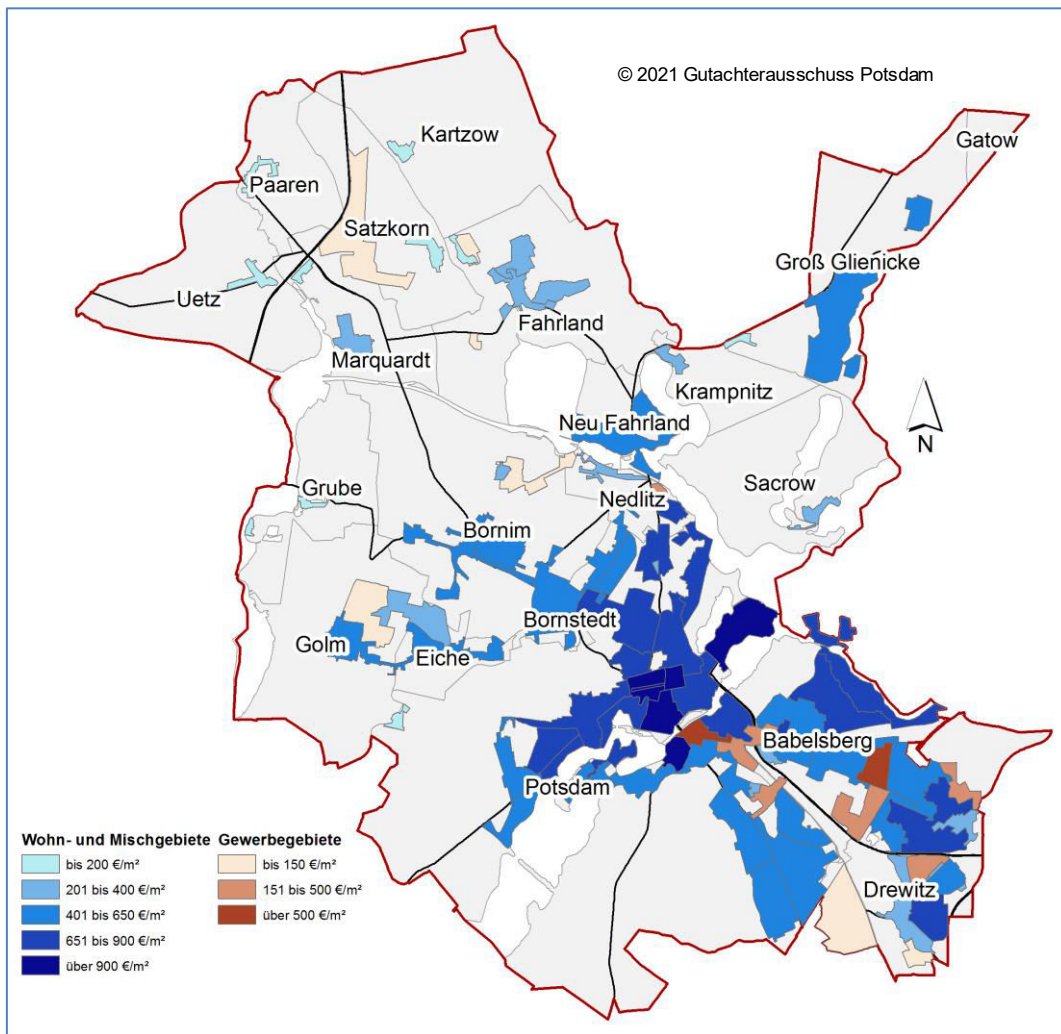 © 2021 Gutachterausschuss Potsdam
Kartzow
Gatow
Paaren
Satzkorn
Groß Glienicke
Uetz
Fahrland
Marquardt
Krampnitz
Neu Fahrland
N
Grube
Nedlitz
Sacrow
Bornim
Bornstedt
Golm
Eiche
Babelsberg
Potsdam
Drewitz
Wohn- und Mischgebiete
bis 200 €/m²
201 bis 400 €/m²
401 bis 650 €/m²
651 bis 900 €/m²
über 900 €/m²
Gewerbegebiete
bis 150 €/m²
151 bis 500 €/m²
über 500 €/m²